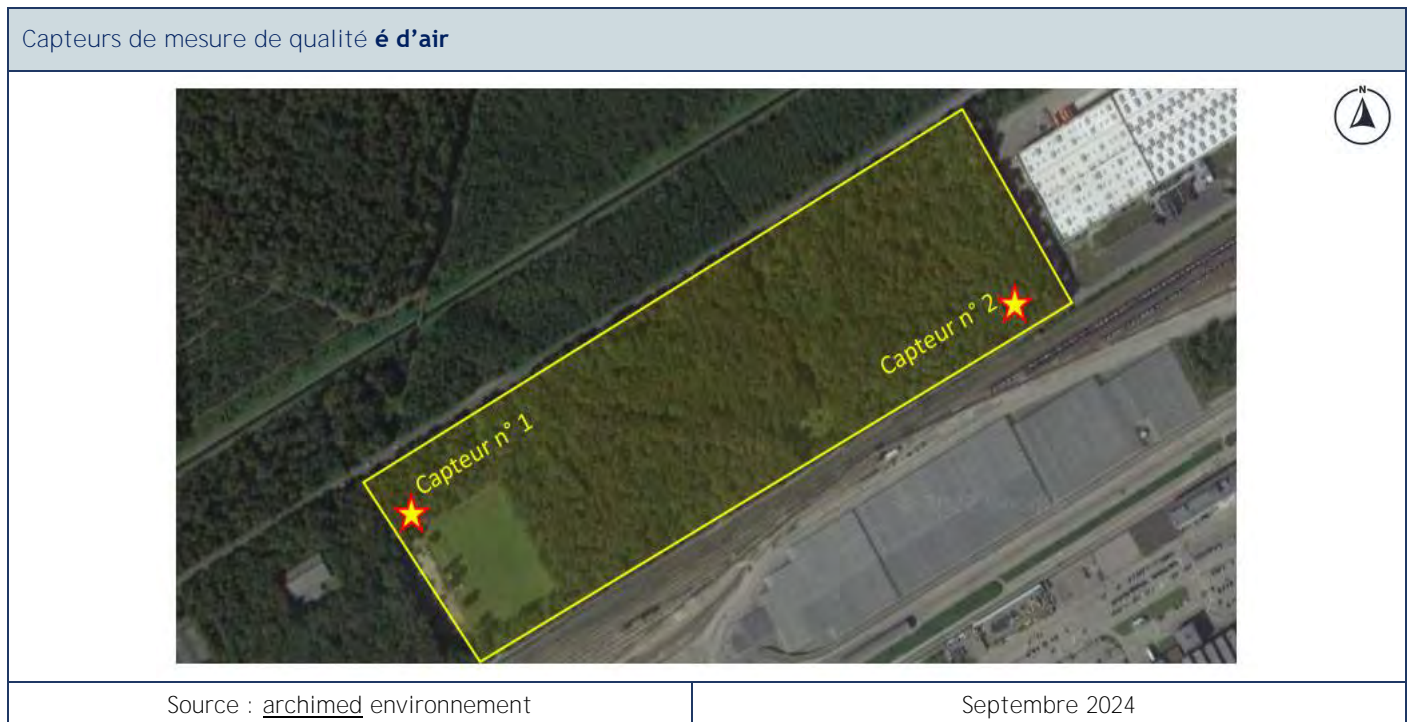 Capteurs de mesure de qualité é d’air
N
Capteur n° 1
Capteur n° 2
Source : archimed environnement
Septembre 2024